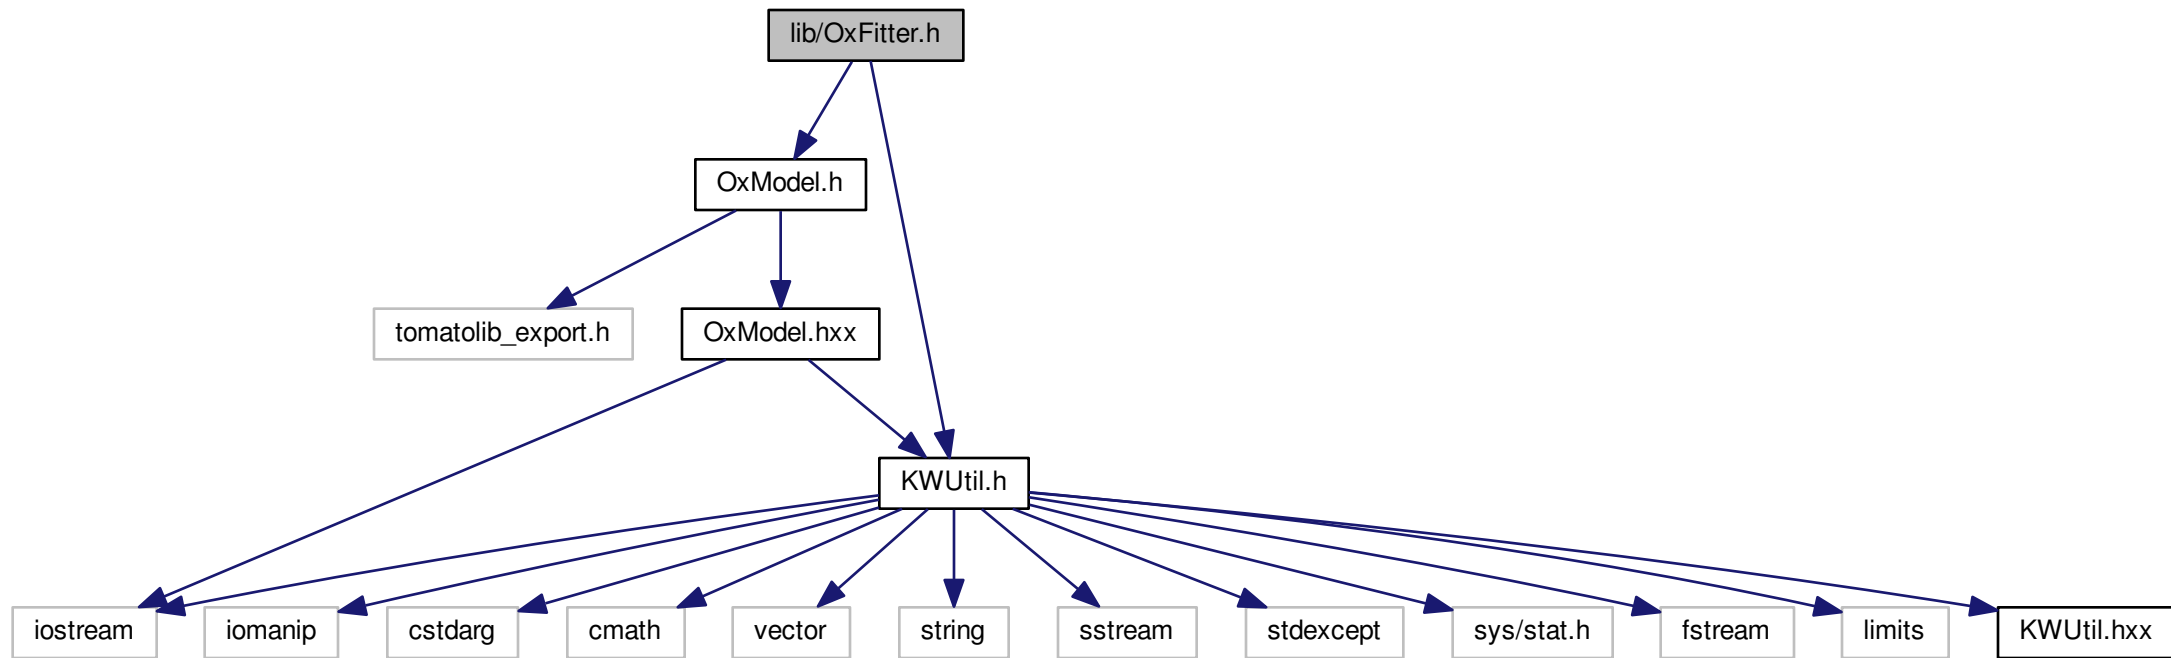 lib/OxFitter.h
OxModel.h
tomatolib_export.h
OxModel.hxx
KWUtil.h
iostream
iomanip
cstdarg
cmath
vector
string
sstream
stdexcept
sys/stat.h
fstream
limits
KWUtil.hxx